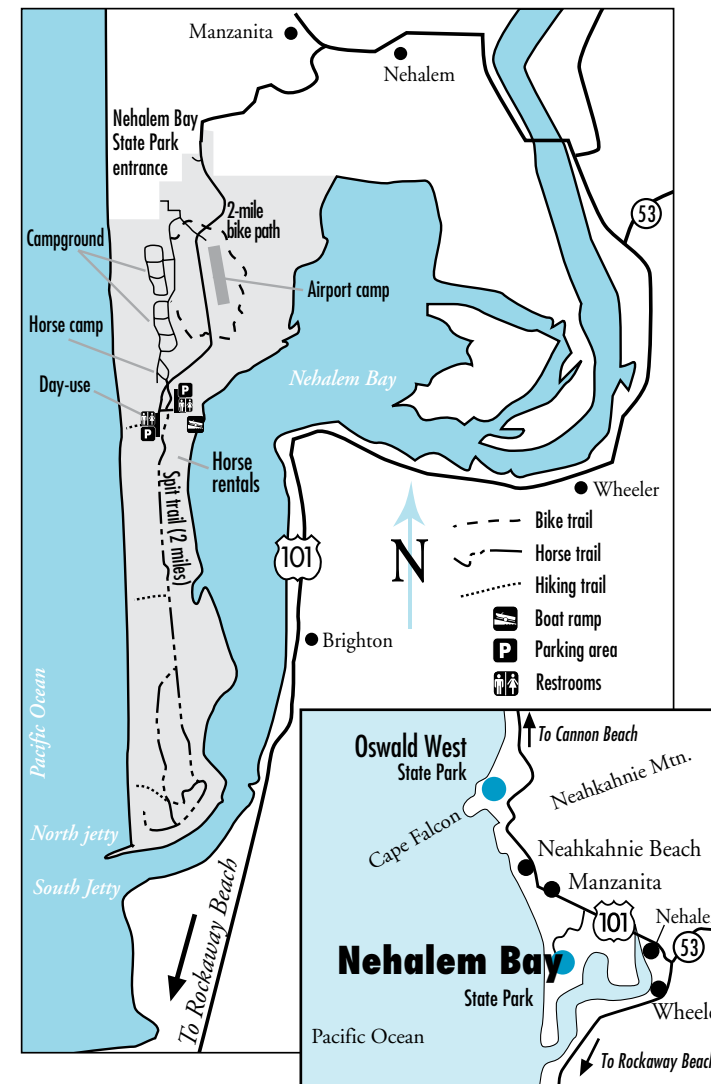 Manzanita
Nehalem
Nehalem Bay
State Park
entrance
2-mile
bike path
53
Campground
Airport camp
Horse camp
Nehalem Bay
Day-use
P
P
Horse
rentals
Spit trail (2 miles)
Wheeler
101
N
Bike trail
Horse trail
Hiking trail
Boat ramp
P
Parking area
Restrooms
Brighton
Pacific Ocean
North jetty
South Jetty
To Rockaway Beach
To Cannon Beach
Oswald West
State Park
Neahkahnie Mtn.
Cape Falcon
Neahkahnie Beach
Manzanita
101
Nehale
53
Nehalem Bay
State Park
Wheele
Pacific Ocean
To Rockaway Beach